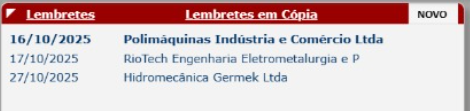 Lembretes Lembretes em Cópia NOVO
16/10/2025 Polimáquinas Indústria e Comércio Ltda
17/10/2025 RioTech Engenharia Eletrometalurgia e P
27/10/2025 Hidromecânica Germek Ltda